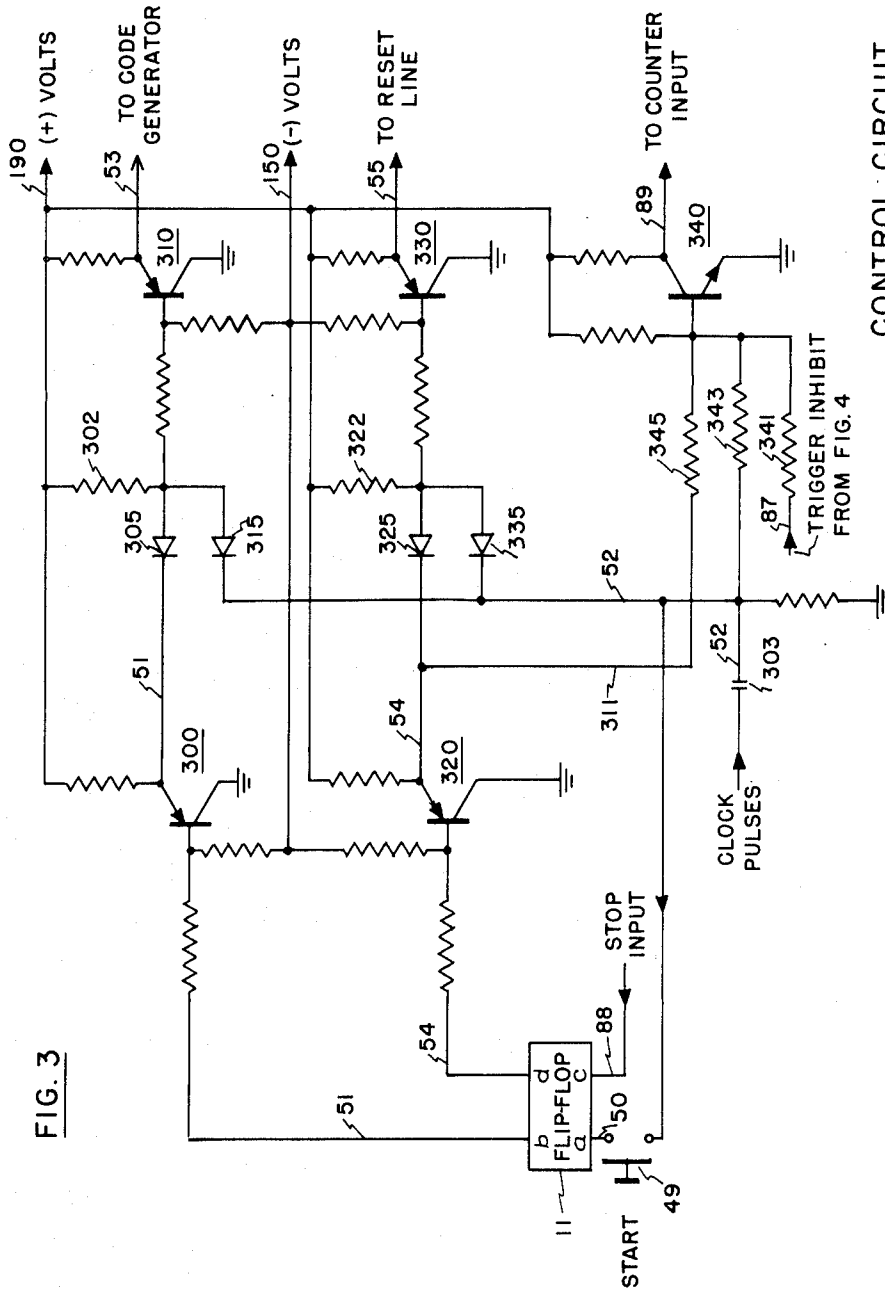 FIG. 3
190
(+) VOLTS
53
TO CODE
GENERATOR
310
150
(-) VOLTS
55
TO RESET
LINE
330
89
TO COUNTER
INPUT
340
302
305
315
322
325
335
345
343
341
87
TRIGGER INHIBIT
FROM FIG. 4
52
52
303
311
51
54
300
320
CLOCK
PULSES
STOP
INPUT
88
54
51
b
d
FLIP-FLOP
a
c
50
11
49
START
CONTROL CIRCUIT